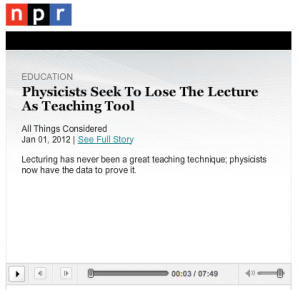 npr
EDUCATION
Physicists Seek To Lose The Lecture
As Teaching Tool
All Things Considered
Jan 01, 2012 | See Full Story
Lecturing has never been a great teaching technique; physicists
now have the data to prove it.
00:03 / 07:49